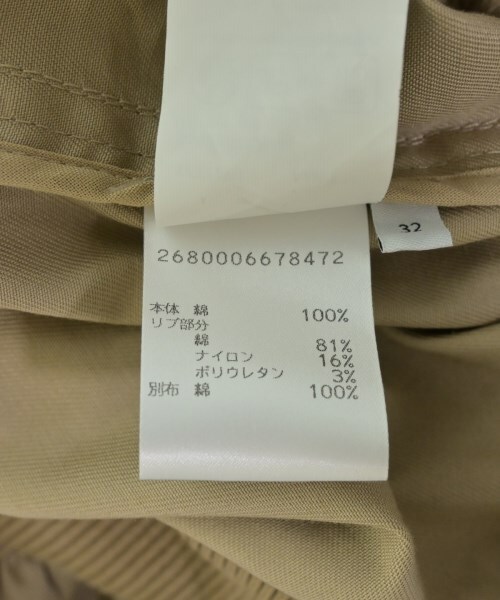 32
2680006678472
本体 綿 100%
リブ部分
綿 81%
ナイロン 16%
ポリウレタン 3%
別布 綿 100%